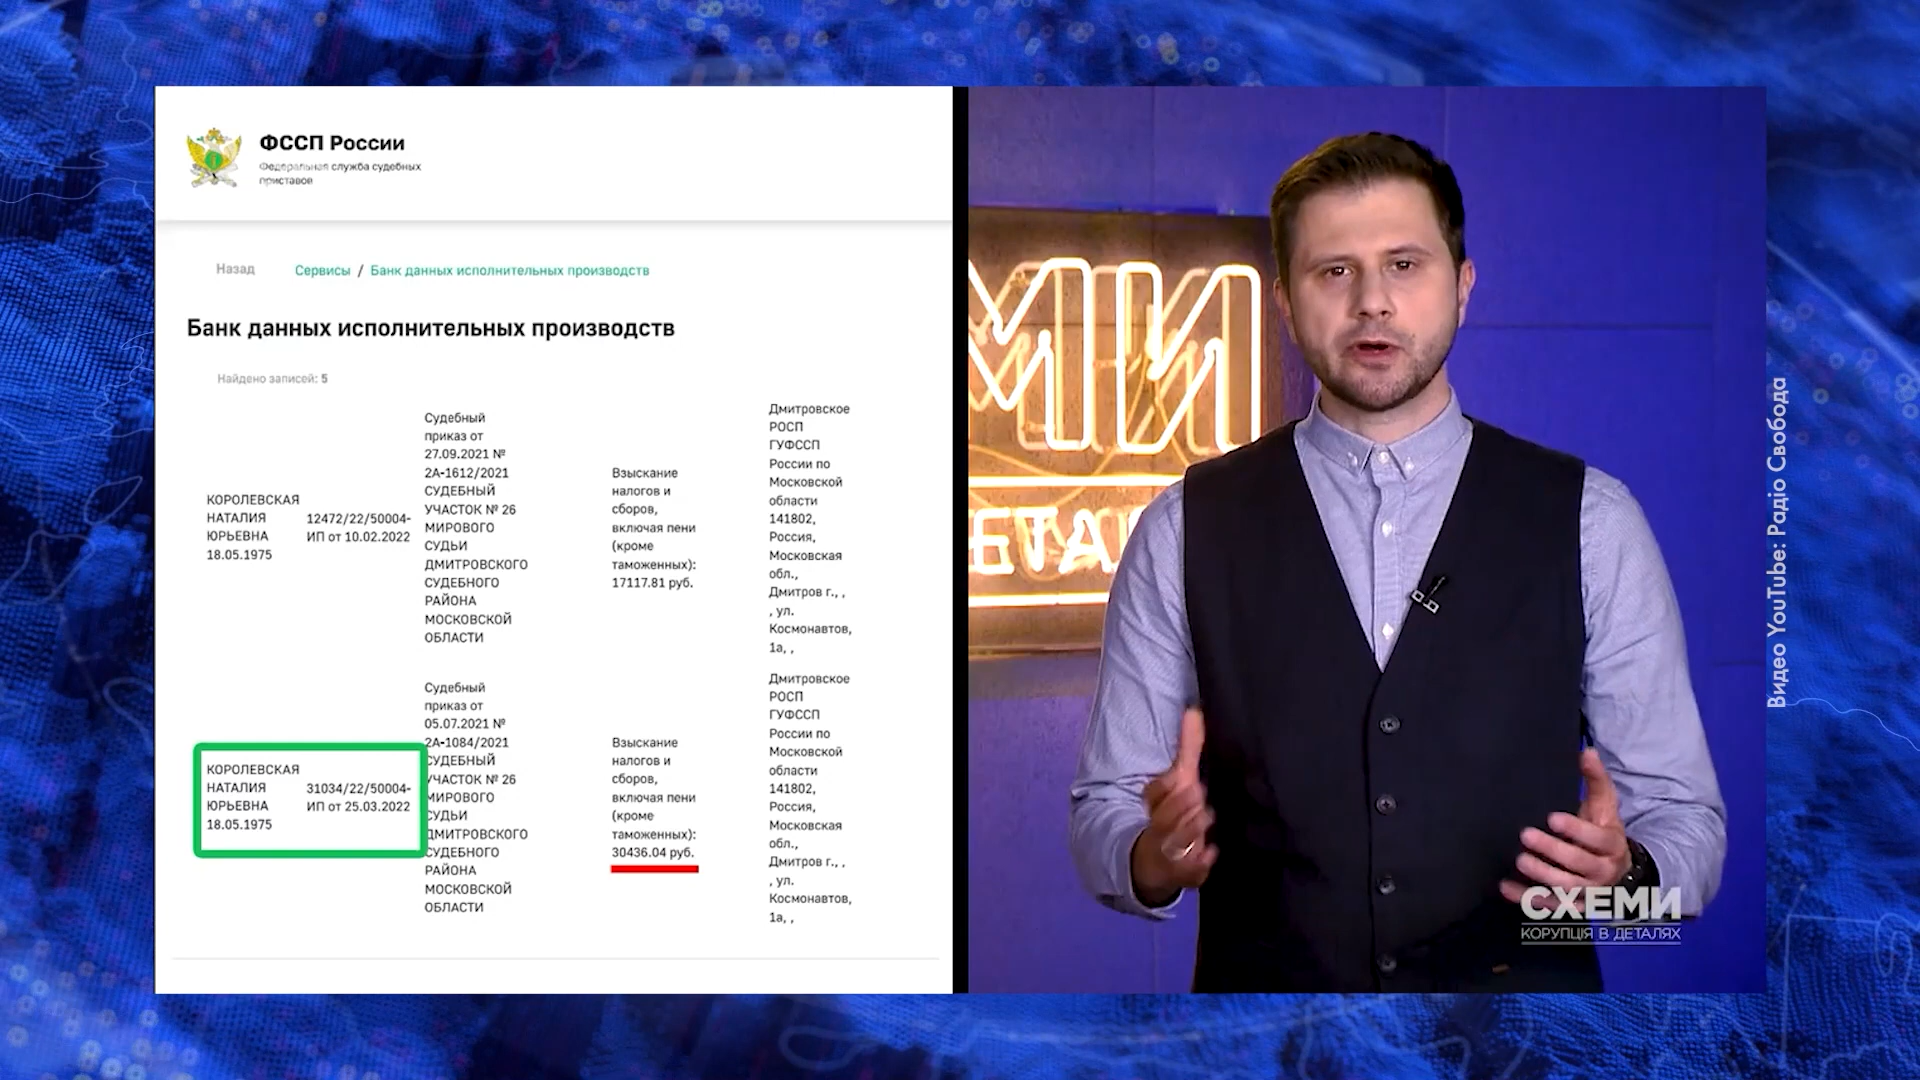 ФССП России
Федеральная служба судебных
приставов
Назад
Сервисы / Банк данных исполнительных производств
Банк данных исполнительных производств
Найдено записей: 5
КОРОЛЕВСКАЯ
НАТАЛИЯ
ЮРЬЕВНА
18.05.1975
12472/22/50004-
ИП от 10.02.2022
Судебный
приказ от
27.09.2021 №
2А-1612/2021
СУДЕБНЫЙ
УЧАСТОК № 26
МИРОВОГО
СУДЬИ
ДМИТРОВСКОГО
СУДЕБНОГО
РАЙОНА
МОСКОВСКОЙ
ОБЛАСТИ
Взыскание
налогов и
сборов,
включая пени
(кроме
таможенных):
17117.81 руб.
Дмитровское
РОСП
ГУФССП
России по
Московской
области
141802,
Россия,
Московская
обл.,
Дмитров г., ,
, ул.
Космонавтов,
1а, ,
КОРОЛЕВСКАЯ
НАТАЛИЯ
ЮРЬЕВНА
18.05.1975
31034/22/50004-
ИП от 25.03.2022
Судебный
приказ от
05.07.2021 №
2А-1084/2021
СУДЕБНЫЙ
УЧАСТОК № 26
МИРОВОГО
СУДЬИ
ДМИТРОВСКОГО
СУДЕБНОГО
РАЙОНА
МОСКОВСКОЙ
ОБЛАСТИ
Взыскание
налогов и
сборов,
включая пени
(кроме
таможенных):
30436.04 руб.
Дмитровское
РОСП
ГУФССП
России по
Московской
области
141802,
Россия,
Московская
обл.,
Дмитров г., ,
, ул.
Космонавтов,
1а, ,
МИ
ЕТА
СХЕМИ
КОРУПЦІЯ В ДЕТАЛЯХ
Видео YouTube: Радіо Свобода